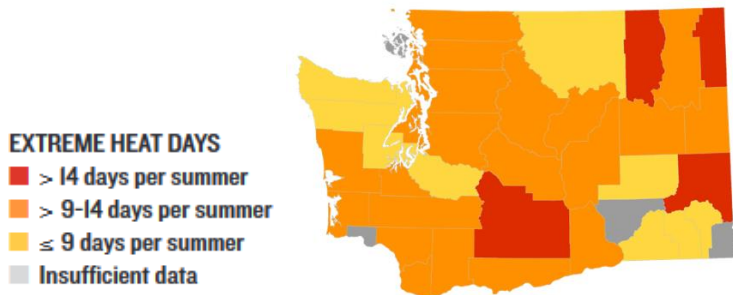 EXTREME HEAT DAYS
> 14 days per summer
> 9-14 days per summer
≤ 9 days per summer
Insufficient data